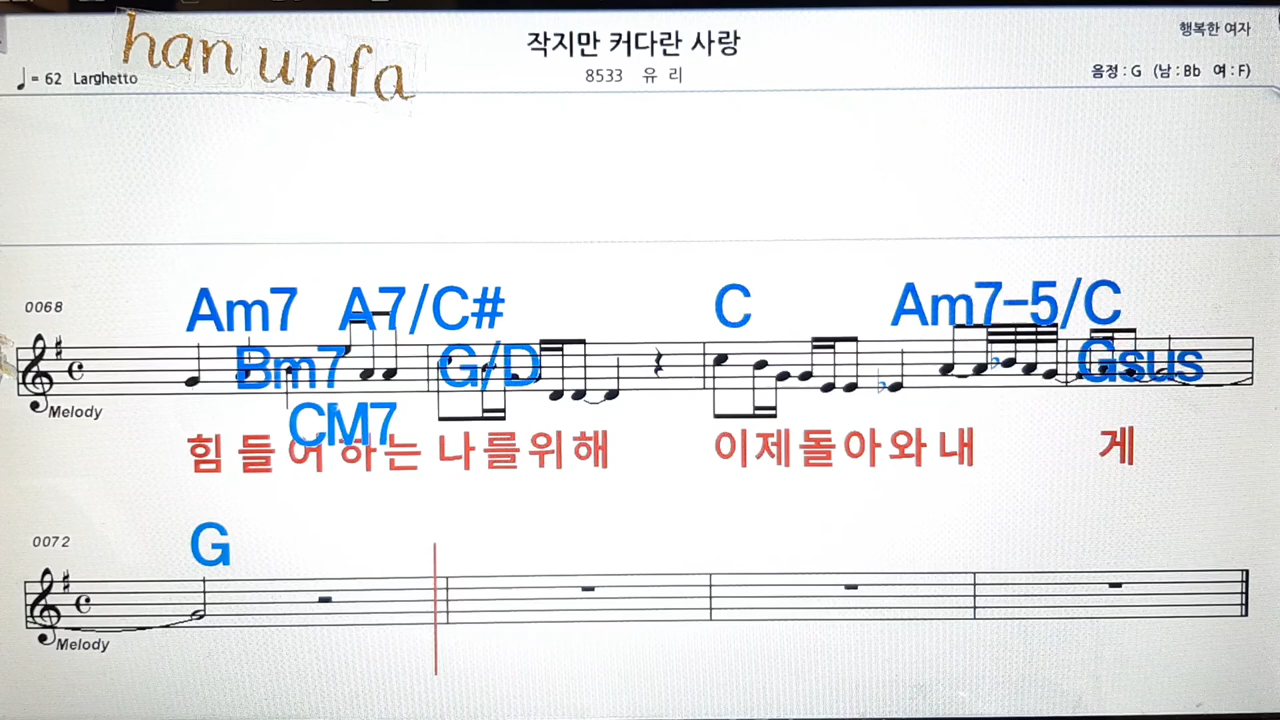 han unfa
작지만 커다란 사랑
행복한 여자
♩= 62 Larghetto
8533 유 리
음정 : G (남 : Bb 여 : F)
0068
Am7 A7/C# C Am7-5/C
Bm7 G/D Gsus
CM7
Melody
힘 들 어 하는 나를위해 이제돌아와 내 게
0072
G
Melody